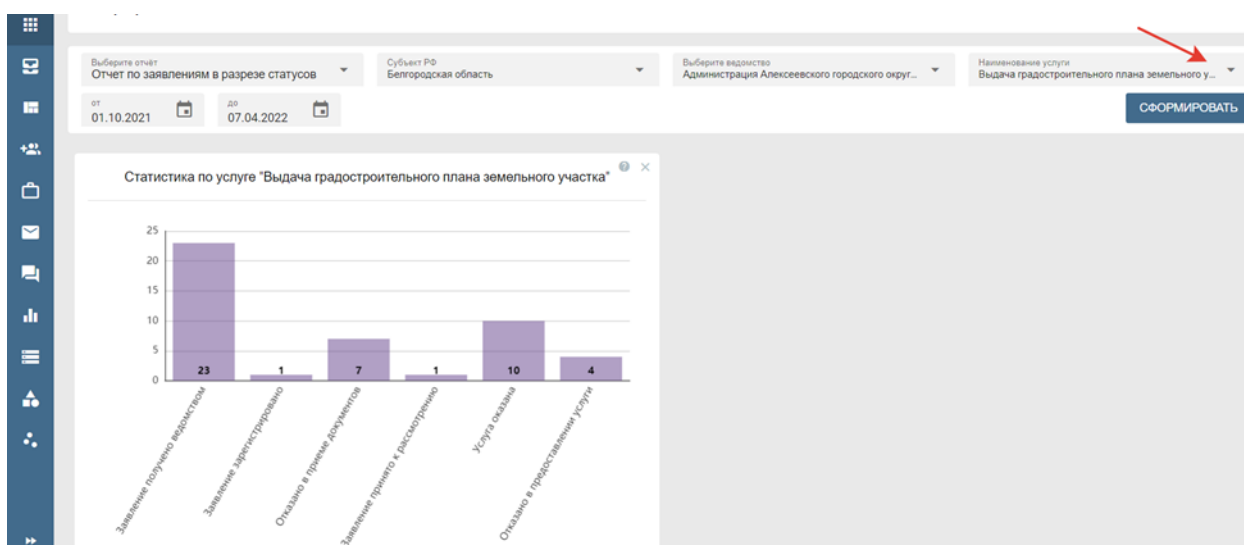 Выберите отчёт
Отчет по заявлениям в разрезе статусов
Субъект РФ
Белгородская область
Выберите ведомство
Администрация Алексеевского городского округ...
Наименование услуги
Выдача градостроительного плана земельного у...
от
01.10.2021
до
07.04.2022
СФОРМИРОВАТЬ
Статистика по услуге "Выдача градостроительного плана земельного участка"
25
20
15
10
5
0
23
1
7
1
10
4
Заявление получено ведомством
Заявление зарегистрировано
Отказано в приеме документов
Заявление принято к рассмотрению
Услуга оказана
Отказано в предоставлении услуги